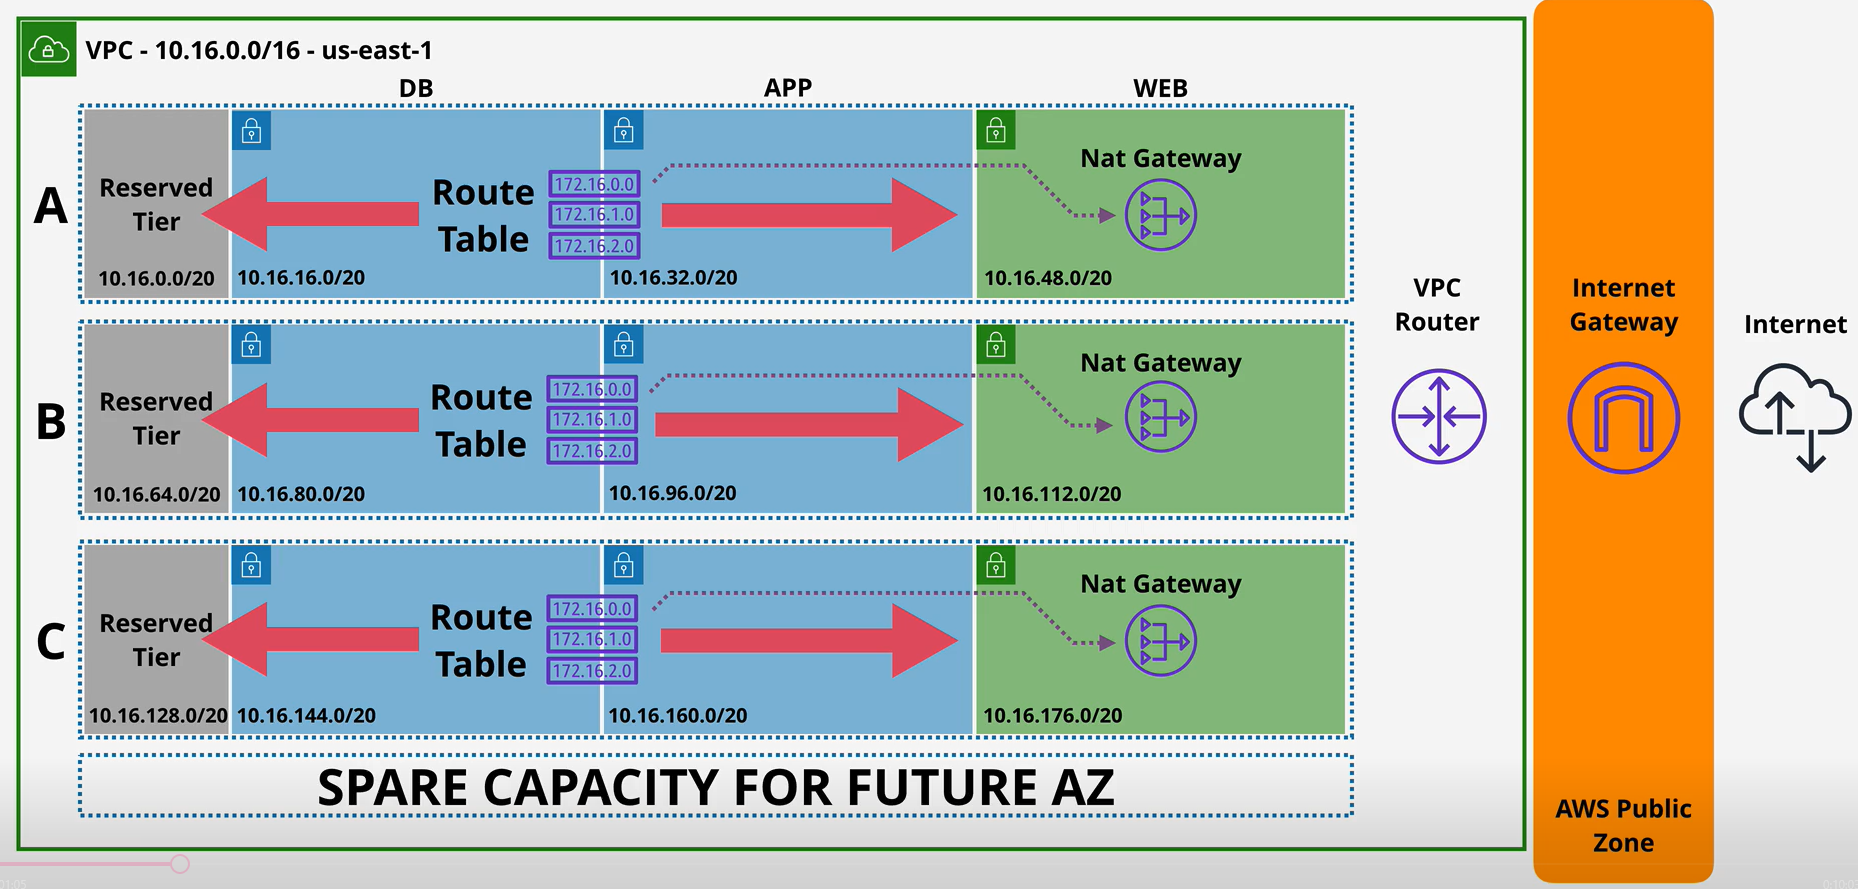 VPC - 10.16.0.0/16 - us-east-1
DB
APP
WEB
A
Reserved
Tier
10.16.0.0/20
Route
Table
172.16.0.0
172.16.1.0
172.16.2.0
10.16.16.0/20
10.16.32.0/20
Nat Gateway
10.16.48.0/20
B
Reserved
Tier
10.16.64.0/20
Route
Table
172.16.0.0
172.16.1.0
172.16.2.0
10.16.80.0/20
10.16.96.0/20
Nat Gateway
10.16.112.0/20
C
Reserved
Tier
10.16.128.0/20
Route
Table
172.16.0.0
172.16.1.0
172.16.2.0
10.16.144.0/20
10.16.160.0/20
Nat Gateway
10.16.176.0/20
SPARE CAPACITY FOR FUTURE AZ
VPC
Router
Internet
Gateway
AWS Public
Zone
Internet